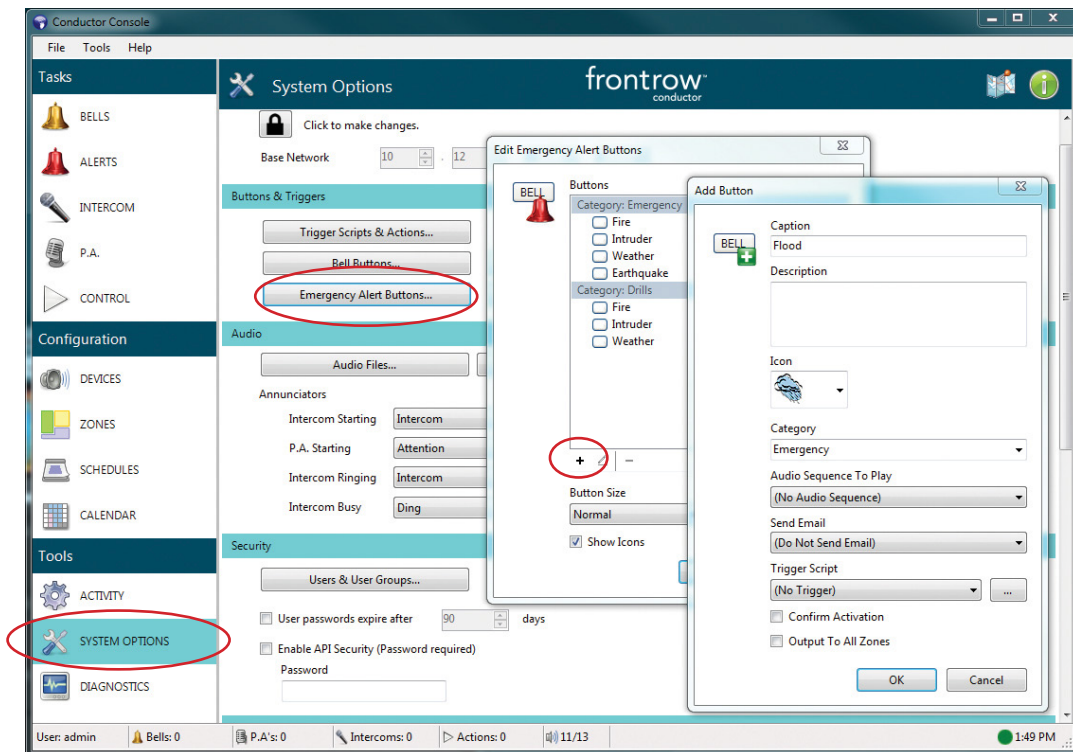 Conductor Console
File Tools Help
Tasks
BELLS
ALERTS
INTERCOM
P.A.
CONTROL
Configuration
DEVICES
ZONES
SCHEDULES
CALENDAR
Tools
ACTIVITY
SYSTEM OPTIONS
DIAGNOSTICS
System Options
frontrow™
conductor
Click to make changes.
Base Network 10 . 12
Buttons & Triggers
Trigger Scripts & Actions...
Bell Buttons...
Emergency Alert Buttons...
Audio
Audio Files...
Annunciators
Intercom Starting Intercom
P.A. Starting Attention
Intercom Ringing Intercom
Intercom Busy Ding
Security
Users & User Groups...
User passwords expire after 90 days
Enable API Security (Password required)
Password
Edit Emergency Alert Buttons
BELL
Buttons
Category: Emergency
Fire
Intruder
Weather
Earthquake
Category: Drills
Fire
Intruder
Weather
+ –
Button Size
Normal
Show Icons
Add Button
BELL
Caption
Flood
Description
Icon
Category
Emergency
Audio Sequence To Play
(No Audio Sequence)
Send Email
(Do Not Send Email)
Trigger Script
(No Trigger) ...
Confirm Activation
Output To All Zones
OK Cancel
User: admin Bells: 0 P.A's: 0 Intercoms: 0 Actions: 0 11/13 1:49 PM